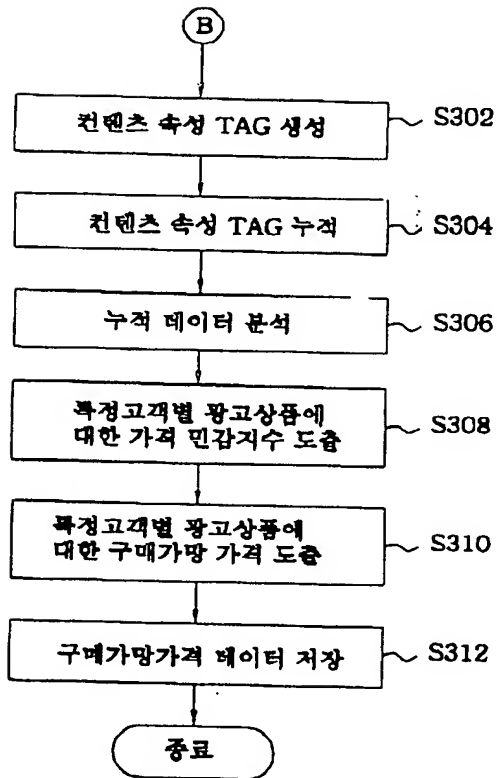 B
컨텐츠 속성 TAG 생성
S302
컨텐츠 속성 TAG 누적
S304
누적 데이터 분석
S306
특정고객별 광고상품에
대한 가격 민감지수 도출
S308
특정고객별 광고상품에
대한 구매가망 가격 도출
S310
구매가망가격 데이터 저장
S312
종료